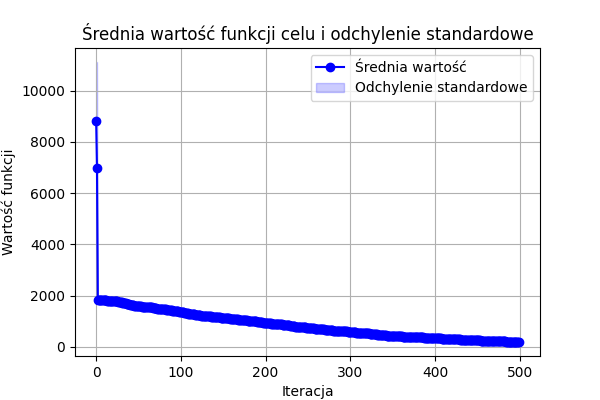 Średnia wartość funkcji celu i odchylenie standardowe
Średnia wartość
Odchylenie standardowe
Wartość funkcji
10000
8000
6000
4000
2000
0
0 100 200 300 400 500
Iteracja